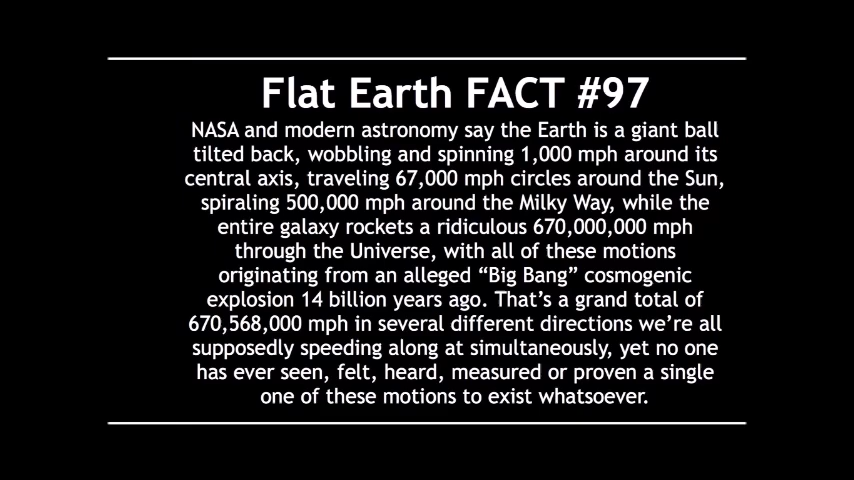 Flat Earth FACT #97
NASA and modern astronomy say the Earth is a giant ball
tilted back, wobbling and spinning 1,000 mph around its
central axis, traveling 67,000 mph circles around the Sun,
spiraling 500,000 mph around the Milky Way, while the
entire galaxy rockets a ridiculous 670,000,000 mph
through the Universe, with all of these motions
originating from an alleged “Big Bang” cosmogenic
explosion 14 billion years ago. That’s a grand total of
670,568,000 mph in several different directions we’re all
supposedly speeding along at simultaneously, yet no one
has ever seen, felt, heard, measured or proven a single
one of these motions to exist whatsoever.